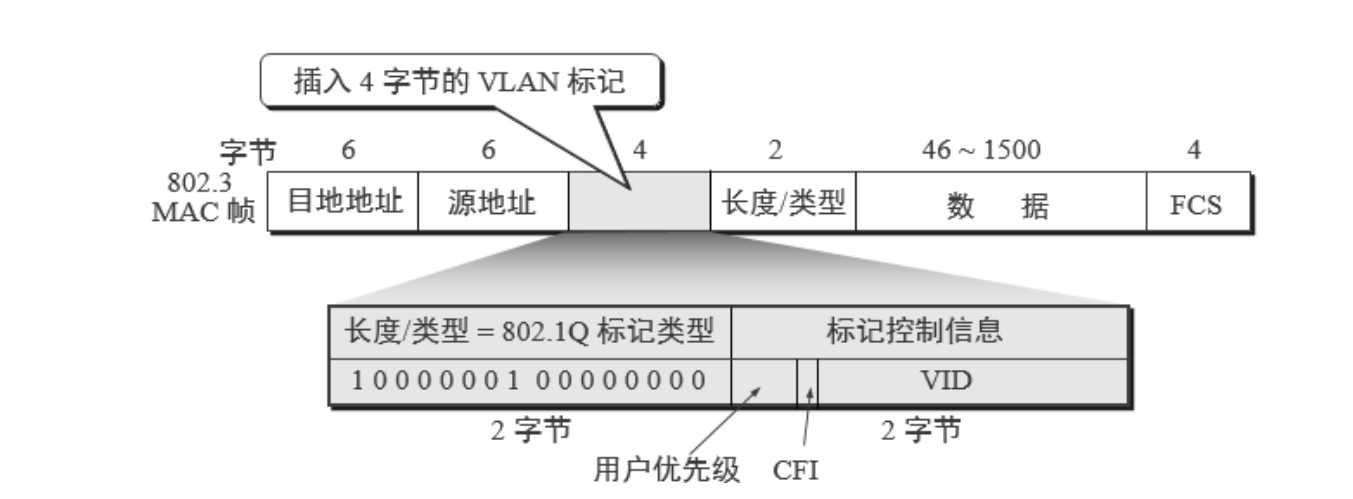 插入 4 字节的 VLAN 标记
字节 6 6 4 2 46 ~ 1500 4
802.3
MAC 帧
目地地址 源地址 长度/类型 数 据 FCS
长度/类型 = 802.1Q 标记类型 标记控制信息
1 0 0 0 0 0 0 1 0 0 0 0 0 0 0 0 VID
2 字节 2 字节
用户优先级 CFI